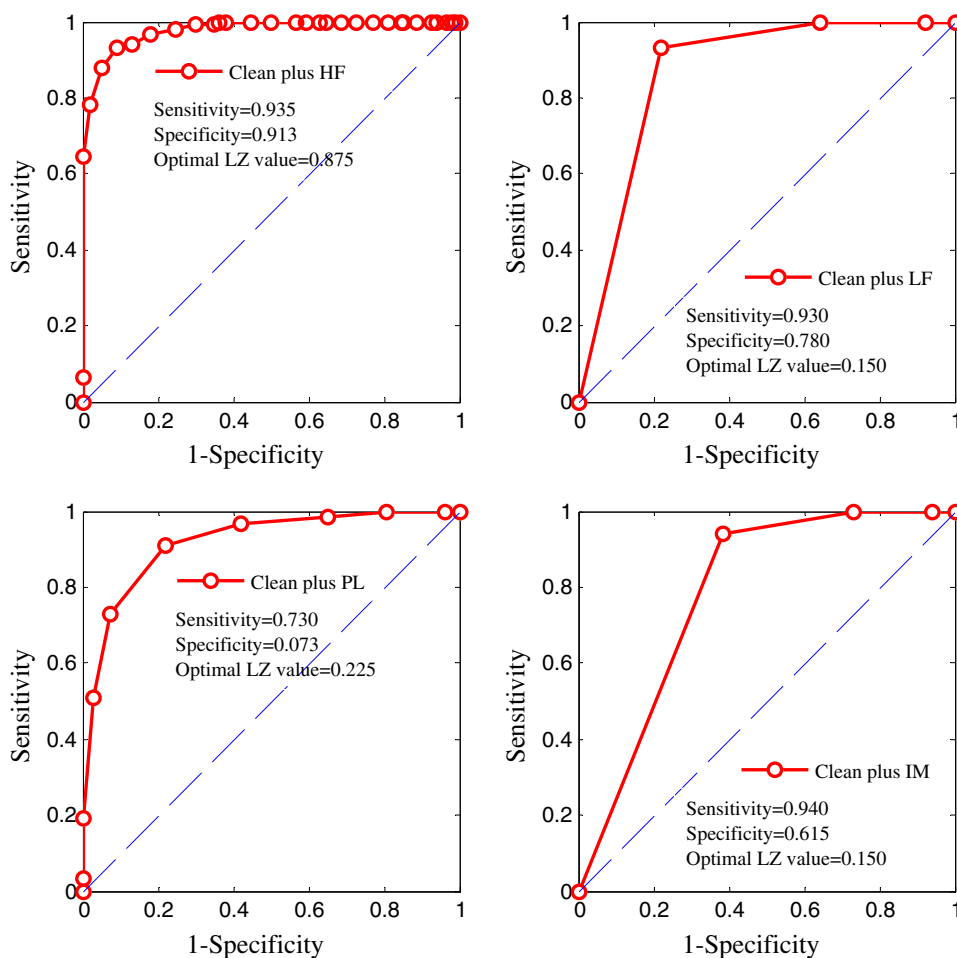 1
0.8
0.6
0.4
0.2
0
0
0.2
0.4
0.6
0.8
1
Sensitivity
1-Specificity
Clean plus HF
Sensitivity=0.935
Specificity=0.913
Optimal LZ value=0.875
1
0.8
0.6
0.4
0.2
0
0
0.2
0.4
0.6
0.8
1
Sensitivity
1-Specificity
Clean plus LF
Sensitivity=0.930
Specificity=0.780
Optimal LZ value=0.150
1
0.8
0.6
0.4
0.2
0
0
0.2
0.4
0.6
0.8
1
Sensitivity
1-Specificity
Clean plus PL
Sensitivity=0.730
Specificity=0.073
Optimal LZ value=0.225
1
0.8
0.6
0.4
0.2
0
0
0.2
0.4
0.6
0.8
1
Sensitivity
1-Specificity
Clean plus IM
Sensitivity=0.940
Specificity=0.615
Optimal LZ value=0.150